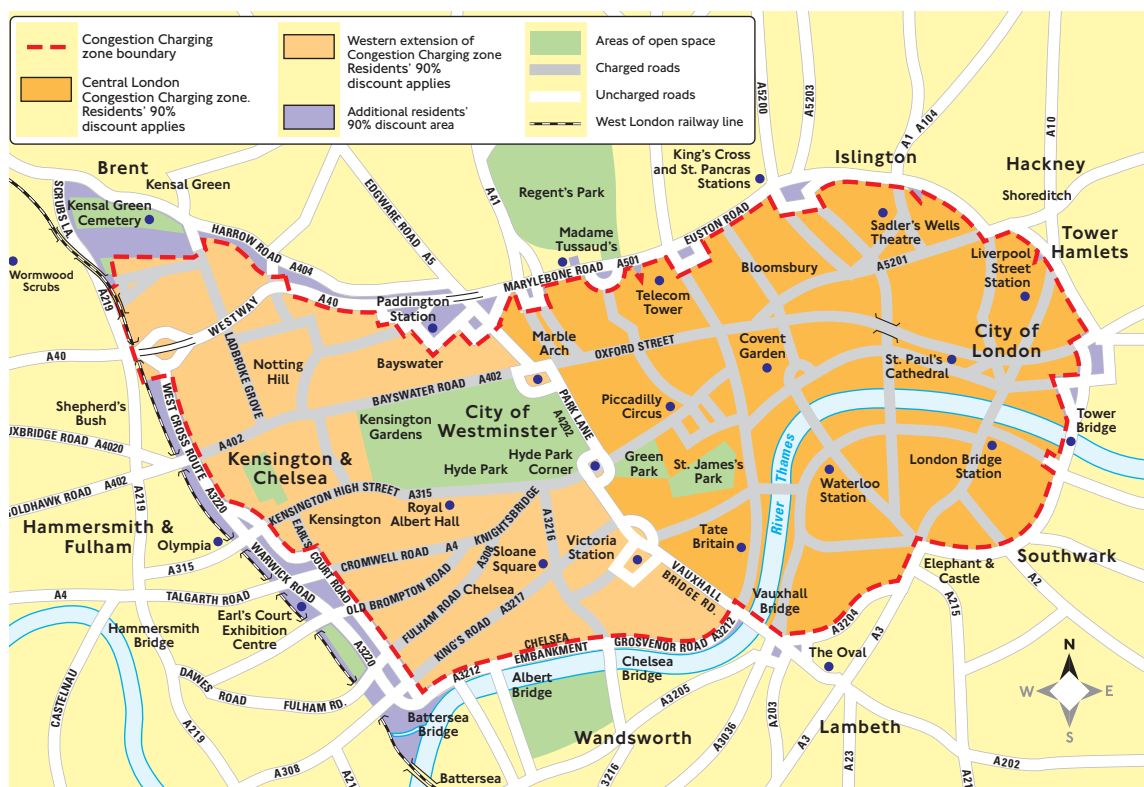 Congestion Charging
zone boundary
Central London
Congestion Charging zone.
Residents' 90%
discount applies
Western extension of
Congestion Charging zone
Residents' 90%
discount applies
Additional residents'
90% discount area
Areas of open space
Charged roads
Uncharged roads
West London railway line
A5200
A5203
A1
A104
A10
Brent
Kensal Green
Kensal Green
Cemetery
SCRUBS LA.
HARROW ROAD
A404
EDGWARE ROAD
A5
A41
Regent's Park
King's Cross
and St. Pancras
Stations
Islington
Hackney
Shoreditch
Tower
Hamlets
Madame
Tussaud's
EUSTON ROAD
MARYLEBONE ROAD
A501
Sadler's Wells
Theatre
Liverpool
Street
Station
Bloomsbury
A5201
Wormwood
Scrubs
A219
WESTWAY
A40
Paddington
Station
Telecom
Tower
Marble
Arch
OXFORD STREET
Covent
Garden
City of
London
St. Paul's
Cathedral
A40
LADBROKE GROVE
Notting
Hill
Bayswater
BAYSWATER ROAD
A402
Shepherd's
Bush
WEST CROSS ROUTE
A3220
Kensington
Gardens
City of
Westminster
PARK LANE
A4202
Piccadilly
Circus
Tower
Bridge
UXBRIDGE ROAD
A4020
A402
Kensington &
Chelsea
Hyde Park
Hyde Park
Corner
Green
Park
St. James's
Park
River Thames
Waterloo
Station
London Bridge
Station
GOLDHAWK ROAD
A402
A219
Hammersmith &
Fulham
Olympia
KENSINGTON HIGH STREET
A315
Kensington
Royal
Albert Hall
KNIGHTSBRIDGE
A3216
Victoria
Station
Tate
Britain
Southwark
A315
WARWICK ROAD
EARL'S COURT ROAD
CROMWELL ROAD
A4
A308
Sloane
Square
Chelsea
VAUXHALL
BRIDGE RD.
Vauxhall
Bridge
Elephant &
Castle
A2
A4
TALGARTH ROAD
OLD BROMPTON ROAD
FULHAM ROAD
KING'S ROAD
A3217
A215
Earl's Court
Exhibition
Centre
Hammersmith
Bridge
A3220
CHELSEA
EMBANKMENT
GROSVENOR ROAD
A3212
A3204
A3
The Oval
CASTELNAU
DAWES ROAD
FULHAM RD.
A219
A3212
Albert
Bridge
Chelsea
Bridge
A3205
Battersea
Bridge
Wandsworth
A203
A3036
Lambeth
A3
A23
A202
A308
A21
Battersea
3216
A21
N
W
E
S